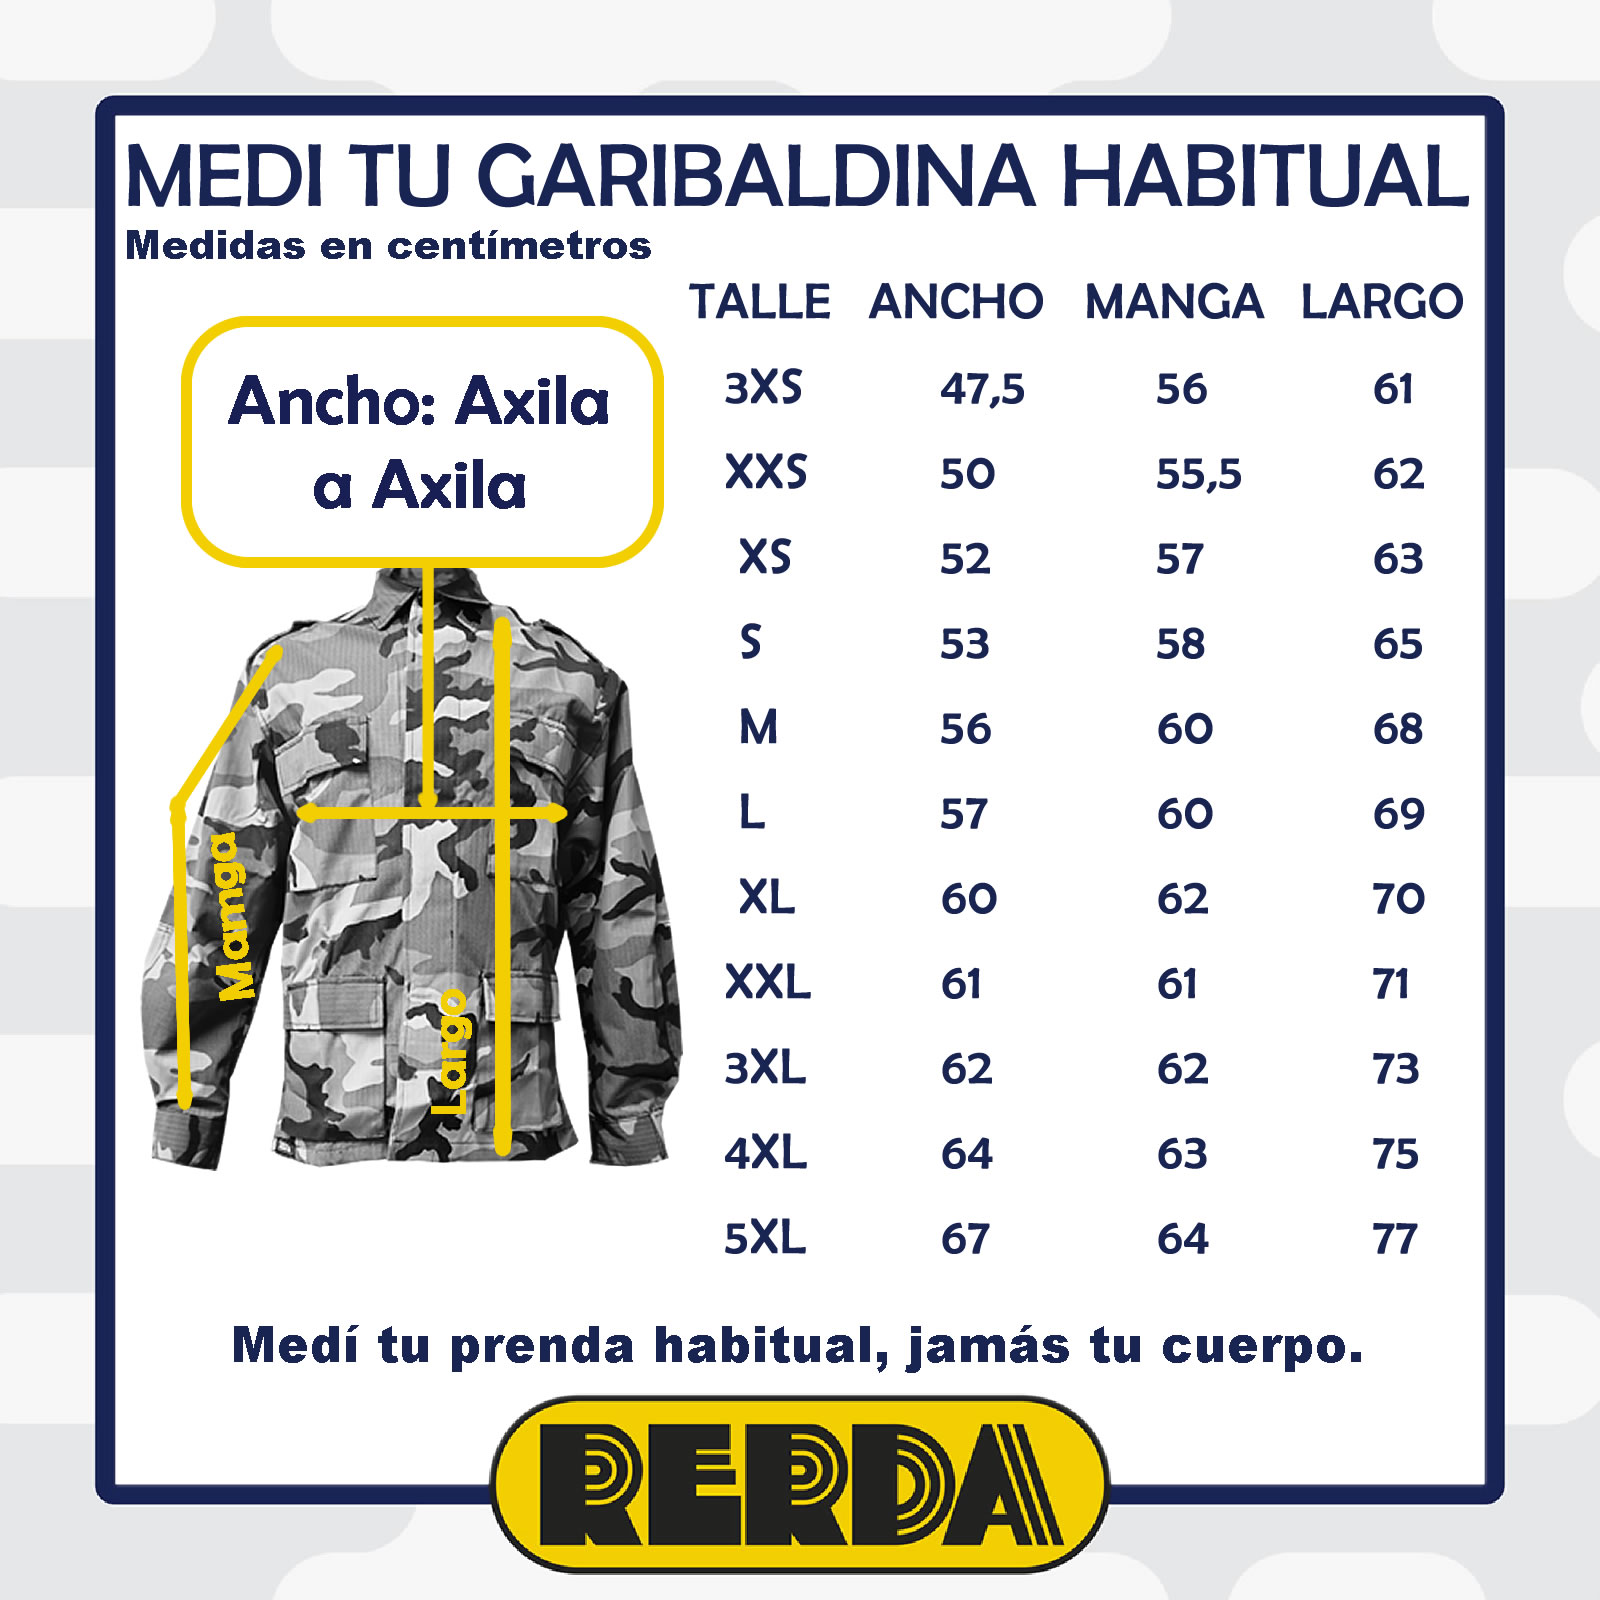 MEDI TU GARIBALDINA HABITUAL
Medidas en centímetros
TALLE ANCHO MANGA LARGO
Ancho: Axila
a Axila
3XS 47,5 56 61
XXS 50 55,5 62
XS 52 57 63
S 53 58 65
M 56 60 68
L 57 60 69
XL 60 62 70
XXL 61 61 71
3XL 62 62 73
4XL 64 63 75
5XL 67 64 77
Mamga
Largo
Medí tu prenda habitual, jamás tu cuerpo.
RERDA